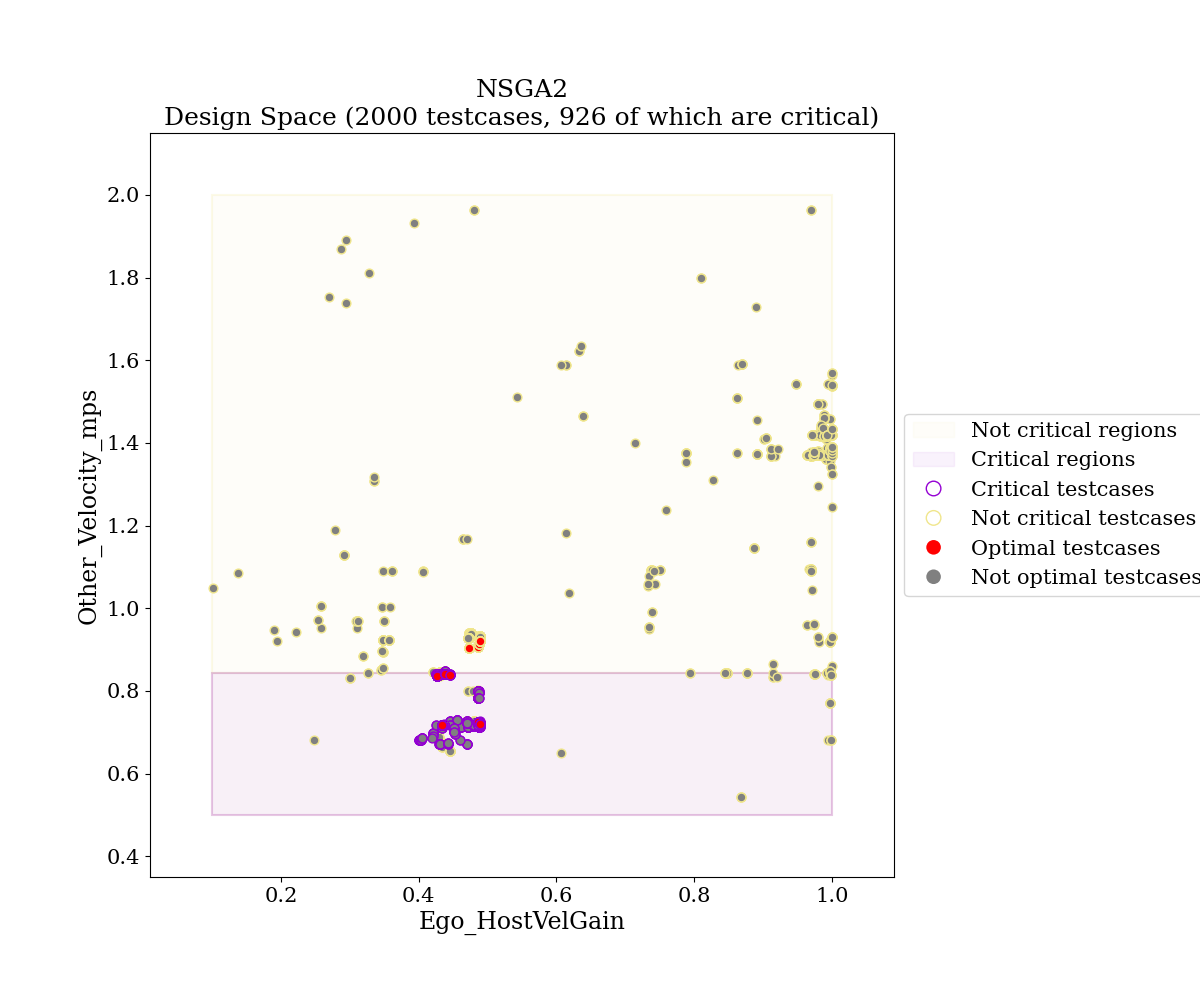 NSGA2
Design Space (2000 testcases, 926 of which are critical)
2.0
1.8
1.6
1.4
1.2
1.0
0.8
0.6
0.4
Other_Velocity_mps
0.2
0.4
0.6
0.8
1.0
Ego_HostVelGain
Not critical regions
Critical regions
Critical testcases
Not critical testcases
Optimal testcases
Not optimal testcases